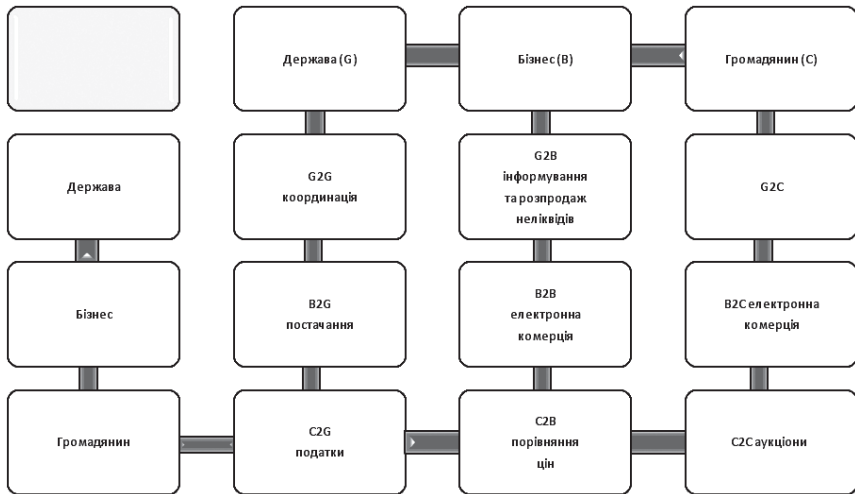 Держава (G)
Бізнес (B)
Громадянин (C)
Держава
G2G
координація
G2B
інформування
та розпродаж
неліквідів
G2C
Бізнес
B2G
постачання
B2B
електронна
комерція
B2C електронна
комерція
Громадянин
C2G
податки
C2B
порівняння
цін
C2C аукціони